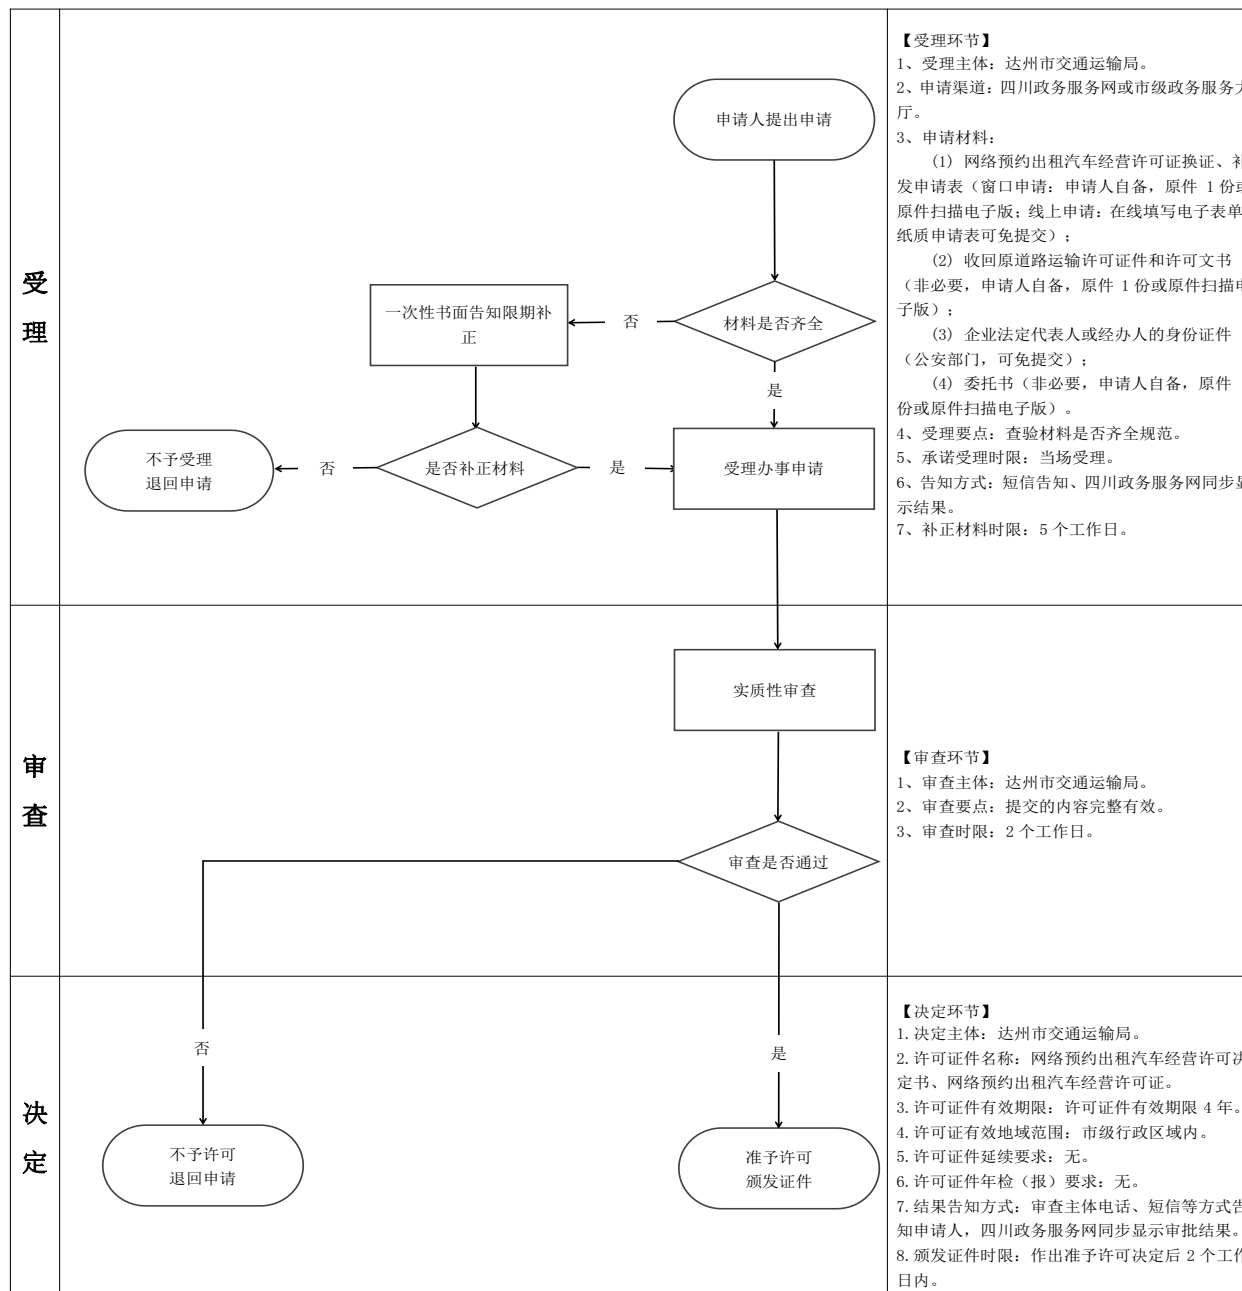 受
理
申请人提出申请
材料是否齐全
否
一次性书面告知限期补
正
是
是否补正材料
否
不予受理
退回申请
是
受理办事申请
【受理环节】
1、受理主体：达州市交通运输局。
2、申请渠道：四川政务服务网或市级政务服务大
厅。
3、申请材料：
(1) 网络预约出租汽车经营许可证换证、补
发申请表（窗口申请：申请人自备，原件 1 份或
原件扫描电子版；线上申请：在线填写电子表单
纸质申请表可免提交）；
(2) 收回原道路运输许可证件和许可文书
（非必要，申请人自备，原件 1 份或原件扫描电
子版）；
(3) 企业法定代表人或经办人的身份证件
（公安部门，可免提交）；
(4) 委托书（非必要，申请人自备，原件
份或原件扫描电子版）。
4、受理要点：查验材料是否齐全规范。
5、承诺受理时限：当场受理。
6、告知方式：短信告知、四川政务服务网同步显
示结果。
7、补正材料时限：5 个工作日。
审
查
实质性审查
审查是否通过
【审查环节】
1、审查主体：达州市交通运输局。
2、审查要点：提交的内容完整有效。
3、审查时限：2 个工作日。
决
定
否
不予许可
退回申请
是
准予许可
颁发证件
【决定环节】
1.决定主体：达州市交通运输局。
2.许可证件名称：网络预约出租汽车经营许可决
定书、网络预约出租汽车经营许可证。
3.许可证件有效期限：许可证件有效期限 4 年。
4.许可证有效地域范围：市级行政区域内。
5.许可证件延续要求：无。
6.许可证件年检（报）要求：无。
7.结果告知方式：审查主体电话、短信等方式告
知申请人，四川政务服务网同步显示审批结果。
8.颁发证件时限：作出准予许可决定后 2 个工作
日内。